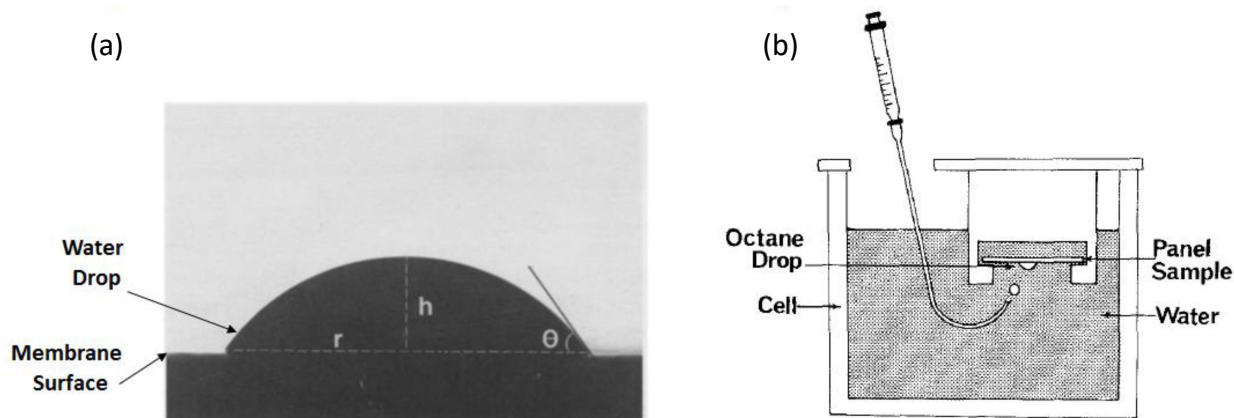 (a)
Water
Drop
Membrane
Surface
h
r
θ
(b)
Octane
Drop
Cell
Panel
Sample
Water